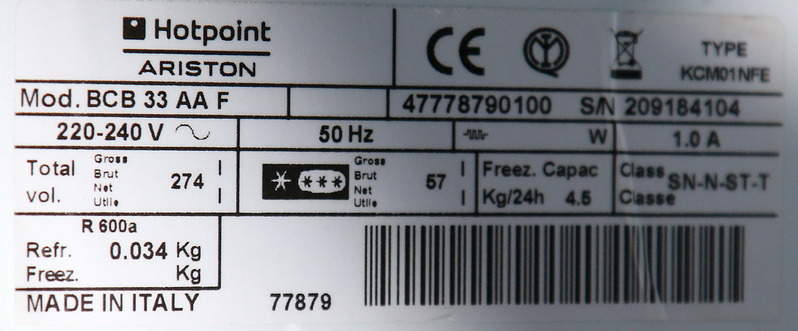 Hotpoint
ARISTON
CE
TYPE
KCM01NFE
Mod. BCB 33 AA F
47778790100 S/N 209184104
220-240 V
50 Hz
W
1.0 A
Total vol.
Gross
Brut
Net
Utile
274
l
l
Gross
Brut
Net
Utile
57
l
l
Freez. Capac
Kg/24h 4.5
Class
Classe
SN-N-ST-T
R 600a
Refr. 0.034 Kg
Freez. Kg
MADE IN ITALY
77879